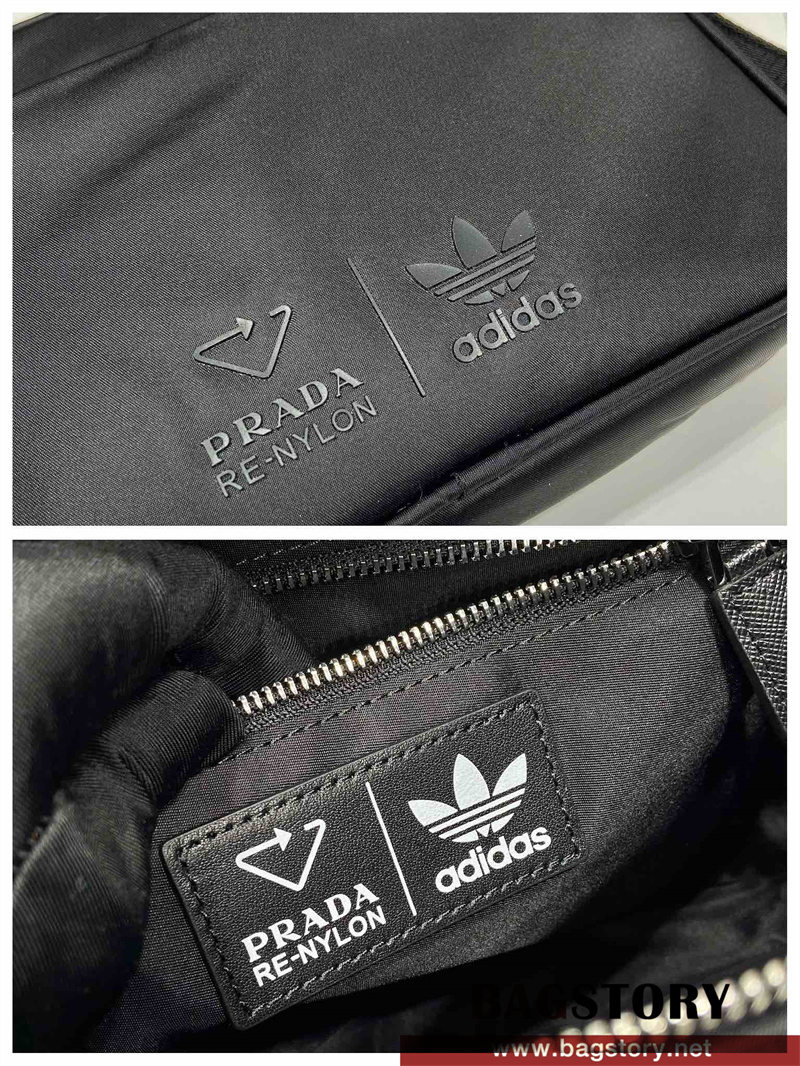 adidas
PRADA
RE-NYLON
adidas
PRADA
RE-NYLON
BAGSTORY
www.bagstory.net